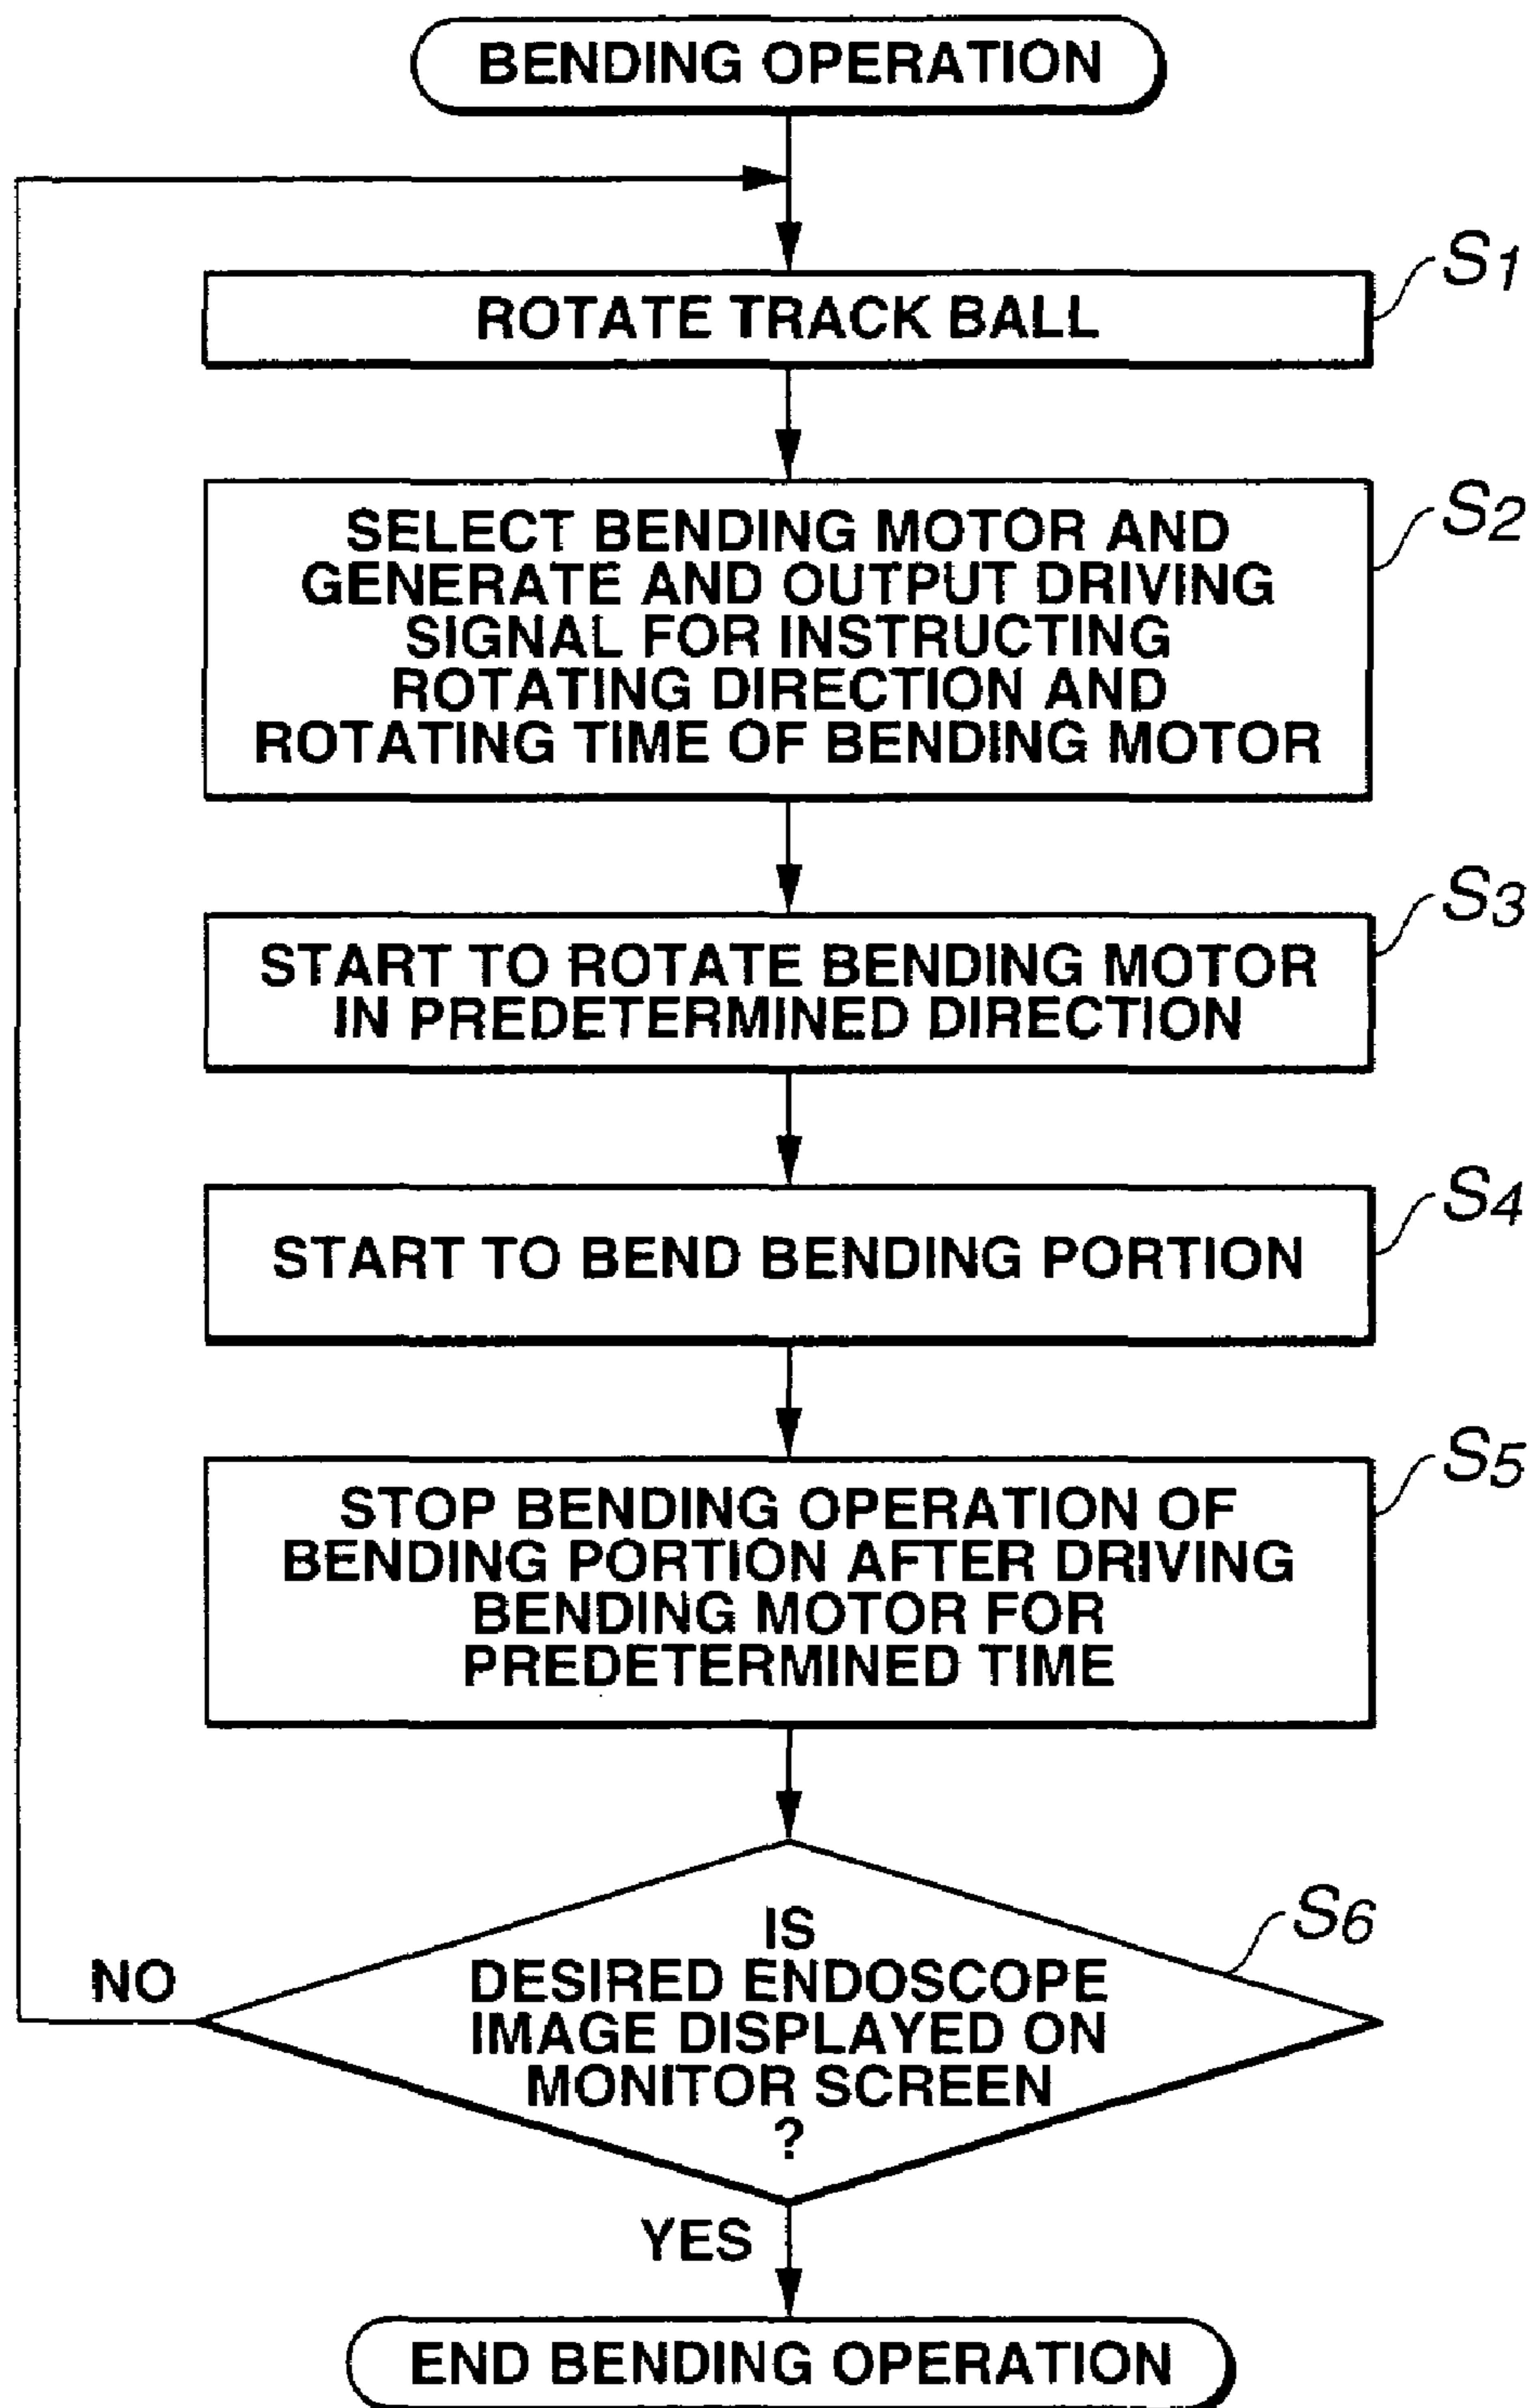 BENDING OPERATION
S1
ROTATE TRACK BALL
S2
SELECT BENDING MOTOR AND
GENERATE AND OUTPUT DRIVING
SIGNAL FOR INSTRUCTING
ROTATING DIRECTION AND
ROTATING TIME OF BENDING MOTOR
S3
START TO ROTATE BENDING MOTOR
IN PREDETERMINED DIRECTION
S4
START TO BEND BENDING PORTION
S5
STOP BENDING OPERATION OF
BENDING PORTION AFTER DRIVING
BENDING MOTOR FOR
PREDETERMINED TIME
S6
IS
DESIRED ENDOSCOPE
IMAGE DISPLAYED ON
MONITOR SCREEN
?
NO
YES
END BENDING OPERATION